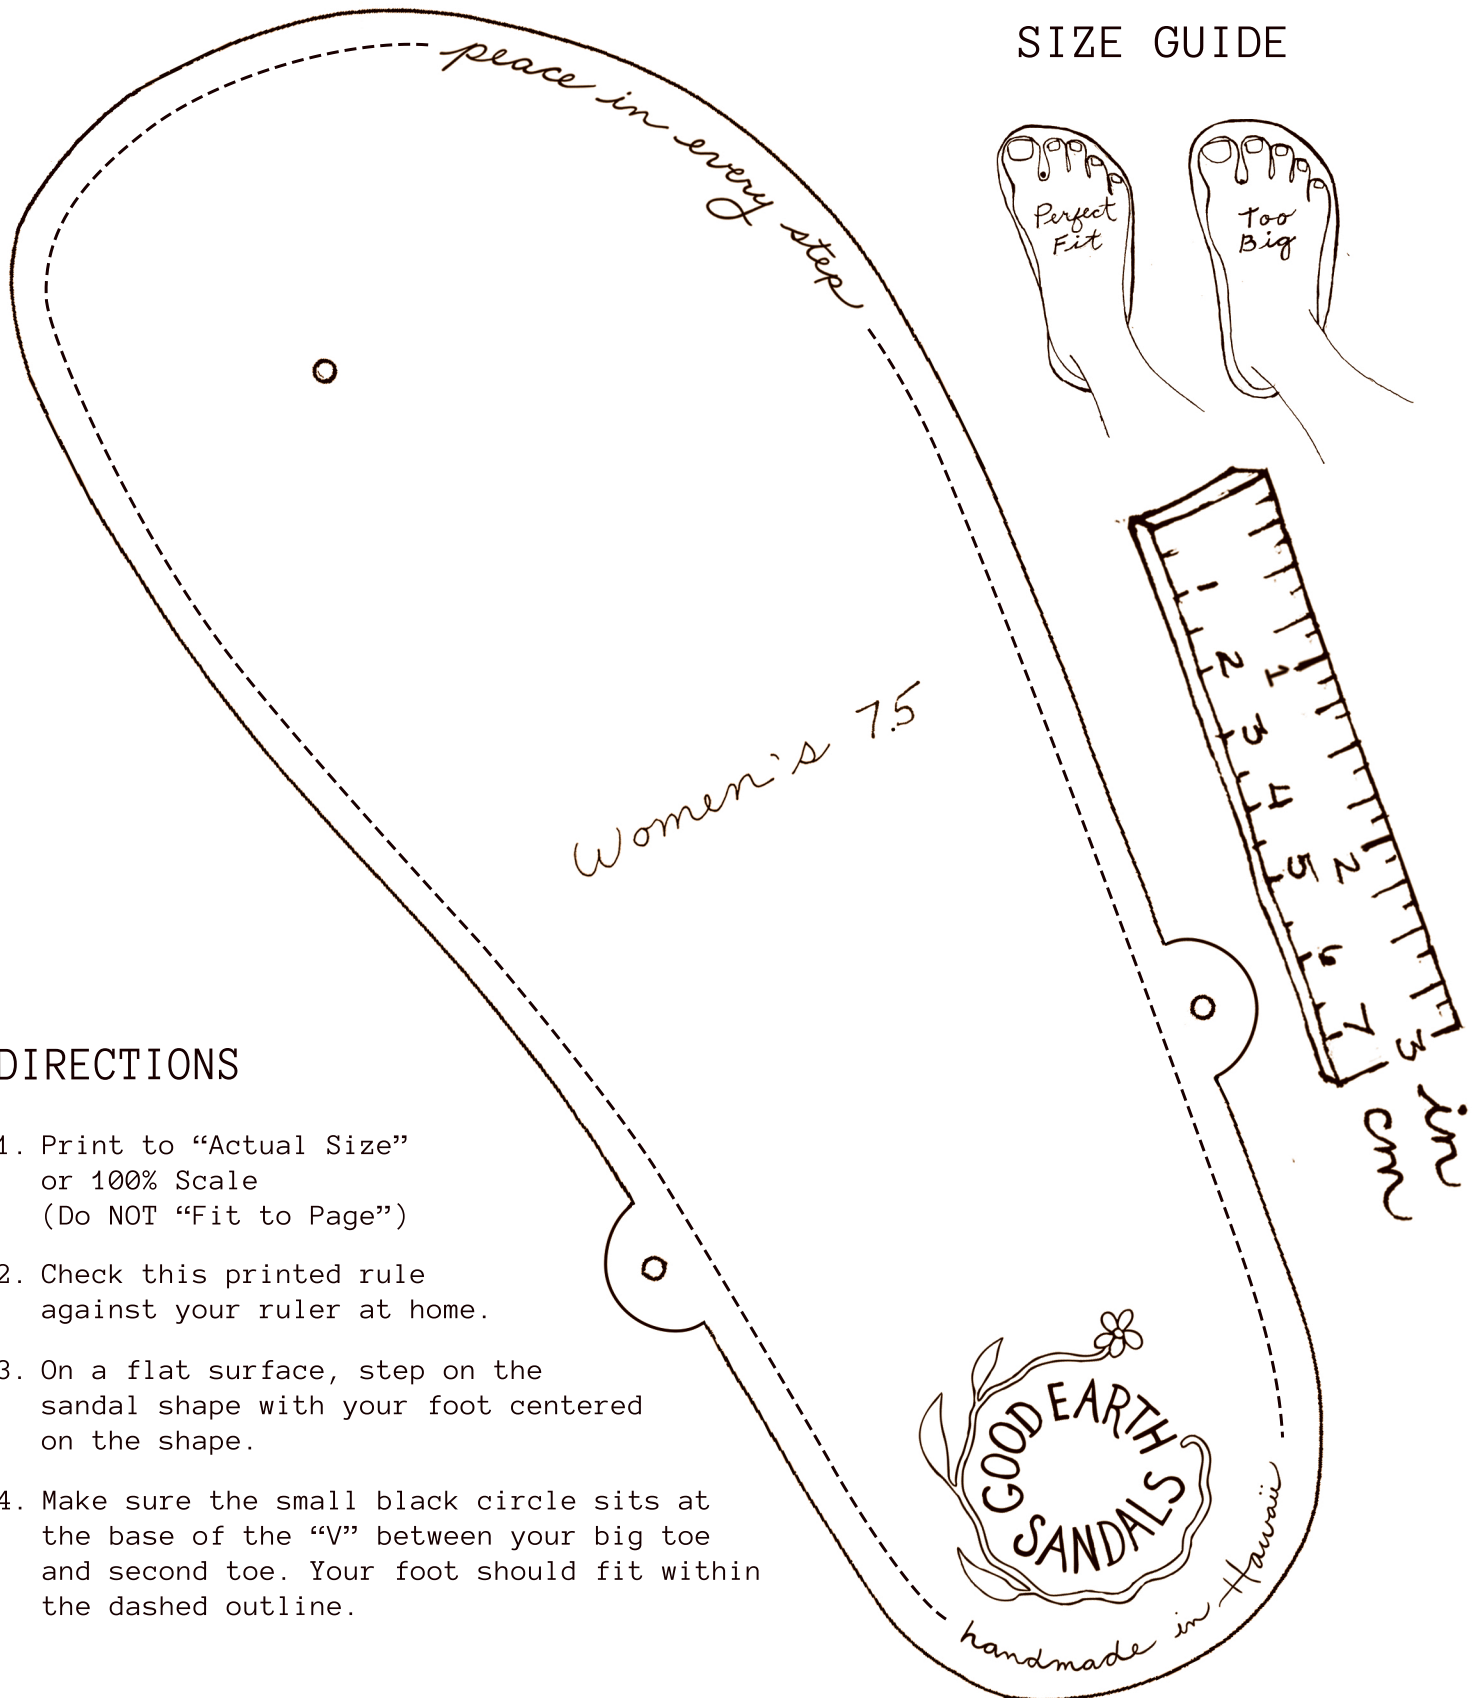 peace in every step
SIZE GUIDE
Perfect
Fit
Too
Big
Women's 7.5
1
2
3
4
5
6
7
1
2
3
in
cm
DIRECTIONS
1. Print to “Actual Size”
or 100% Scale
(Do NOT “Fit to Page”)
2. Check this printed rule
against your ruler at home.
3. On a flat surface, step on the
sandal shape with your foot centered
on the shape.
4. Make sure the small black circle sits at
the base of the “V” between your big toe
and second toe. Your foot should fit within
the dashed outline.
GOOD EARTH
SANDALS
handmade in Hawaii